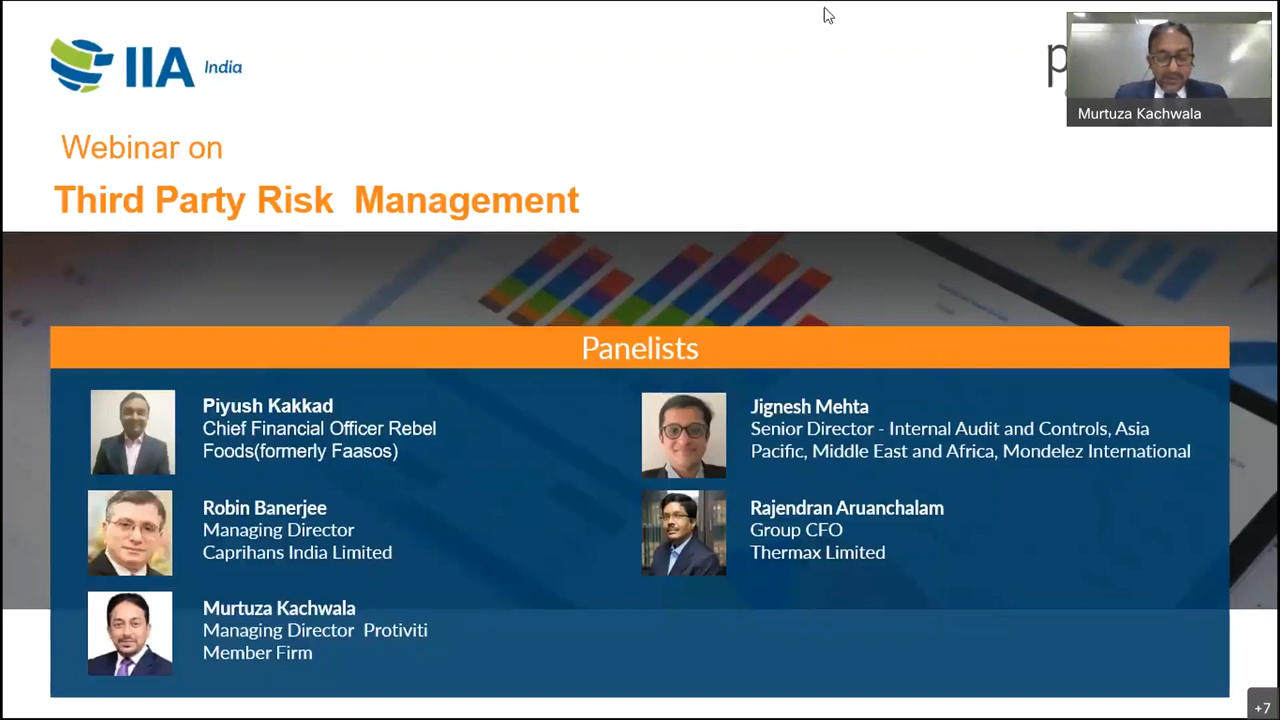 IIA India
Murtuza Kachwala
Webinar on
Third Party Risk Management
Panelists
Piyush Kakkad
Chief Financial Officer Rebel
Foods(formerly Faasos)
Jignesh Mehta
Senior Director - Internal Audit and Controls, Asia
Pacific, Middle East and Africa, Mondelez International
Robin Banerjee
Managing Director
Caprihans India Limited
Rajendran Aruanchalam
Group CFO
Thermax Limited
Murtuza Kachwala
Managing Director Protiviti
Member Firm
+7